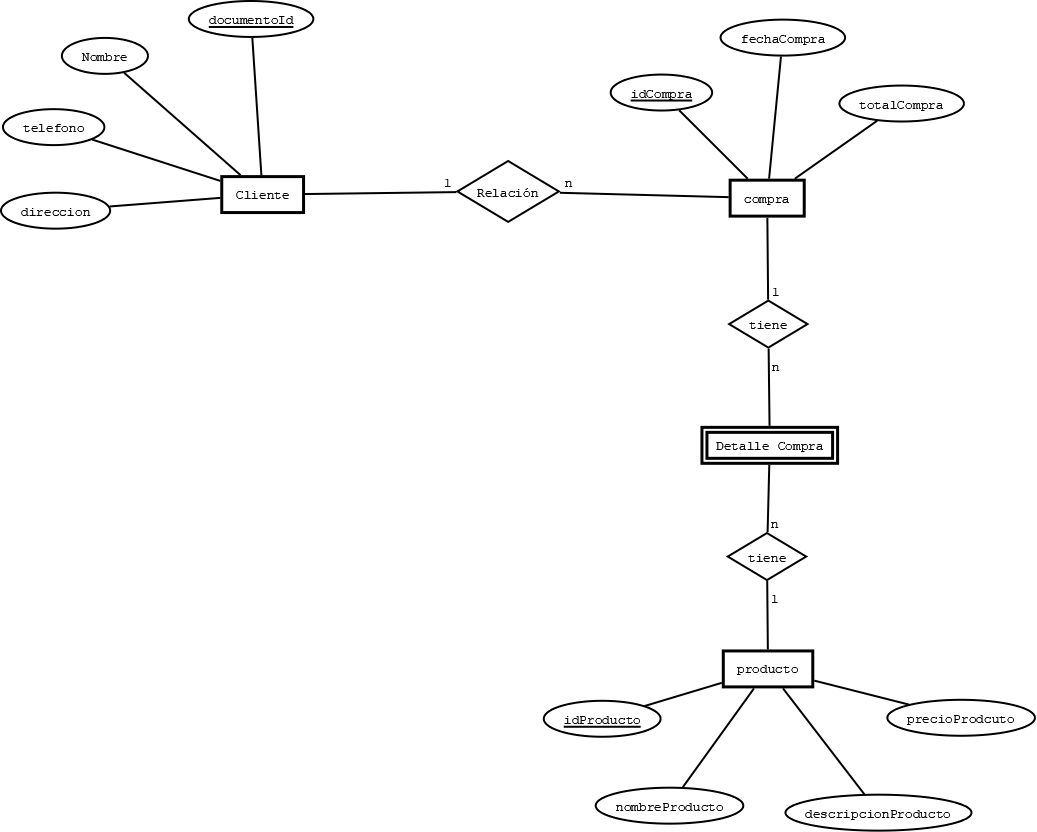 documentoId
Nombre
telefono
direccion
Cliente
1
Relación
n
fechaCompra
idCompra
totalCompra
compra
1
tiene
n
Detalle Compra
n
tiene
1
producto
idProducto
precioProdcuto
nombreProducto
descripcionProducto